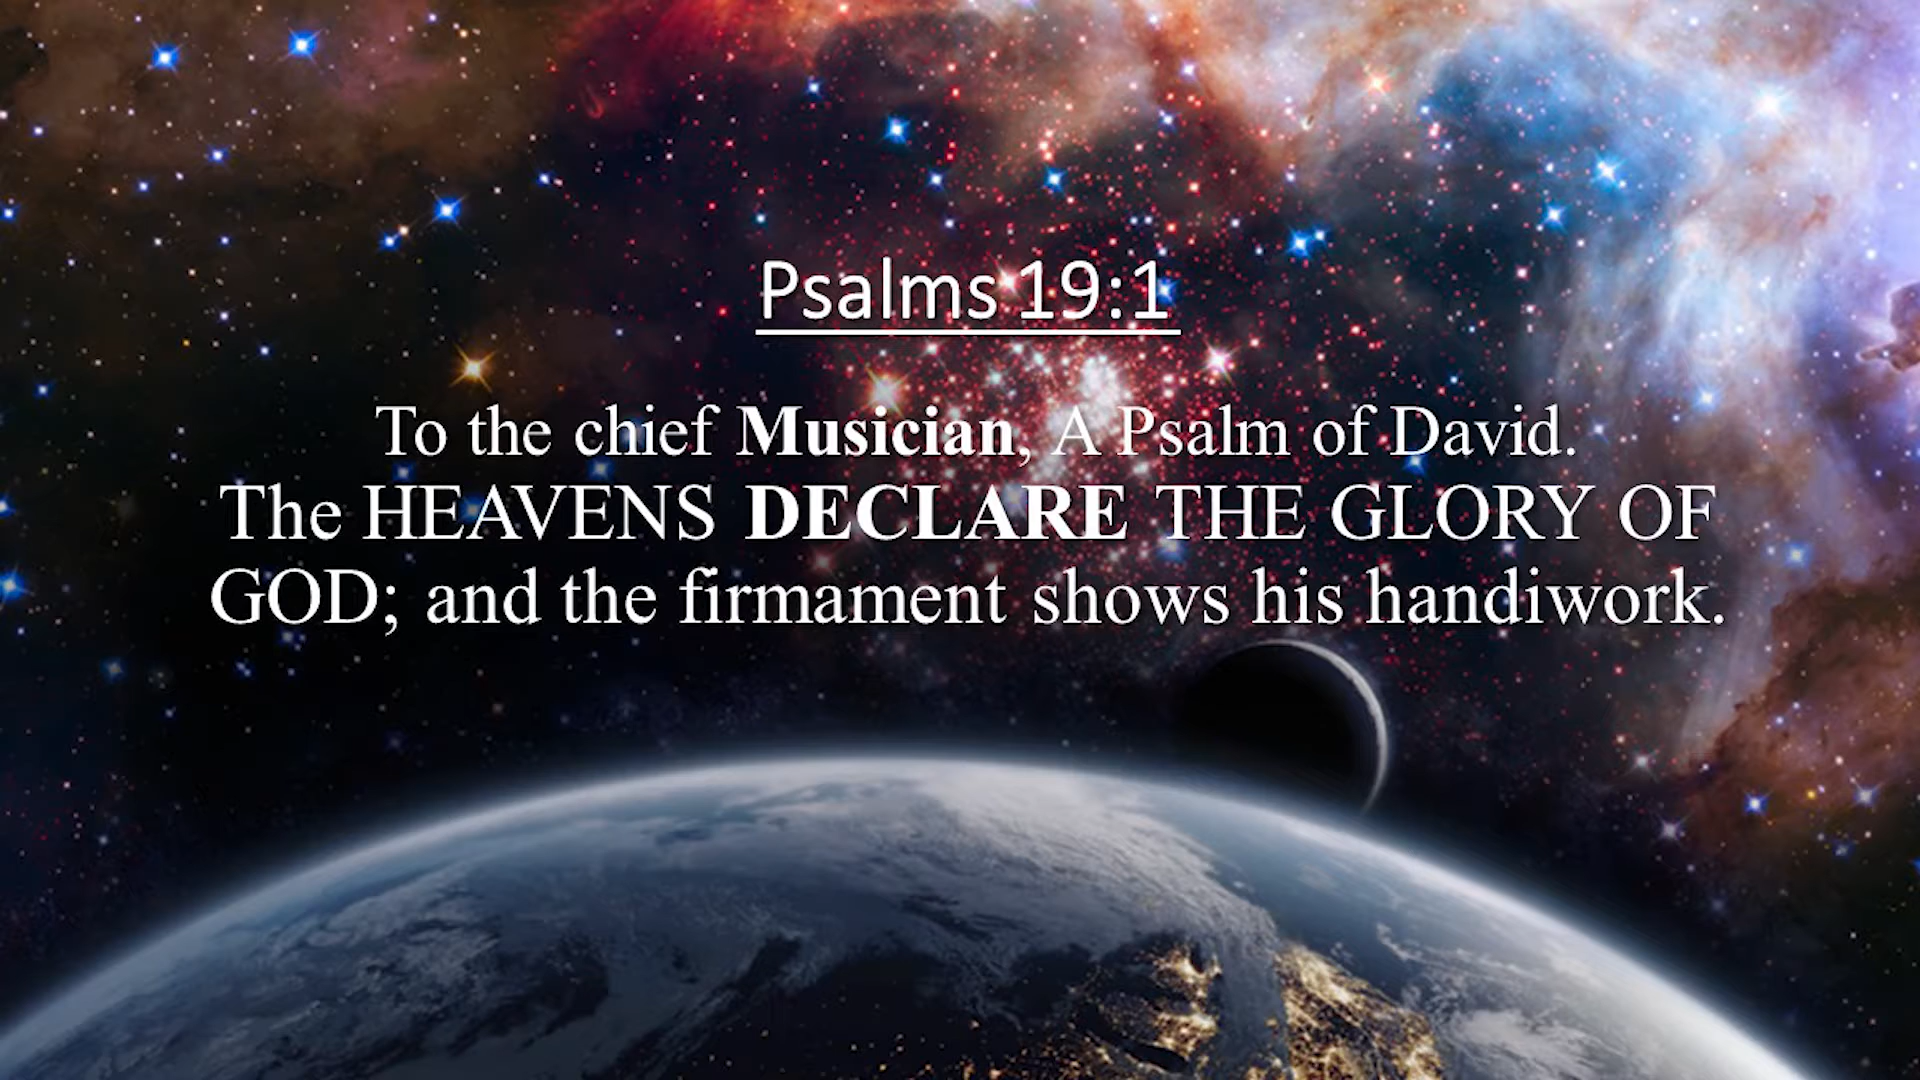 Psalms 19:1
To the chief Musician, A Psalm of David.
The HEAVENS DECLARE THE GLORY OF
GOD; and the firmament shows his handiwork.